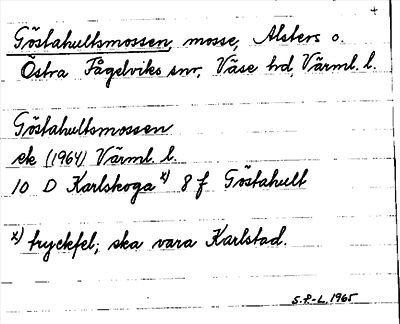 +
Göstahultsmossen, mosse, Alsters o.
Östra Fågelviks snr, Väse hd, Värml. l.
Göstahultsmossen
ek (1964) Värml. l.
10 D Karlskoga x) 8 f Göstahult
x) tryckfel; ska vara Karlstad.
S.F-L. 1965